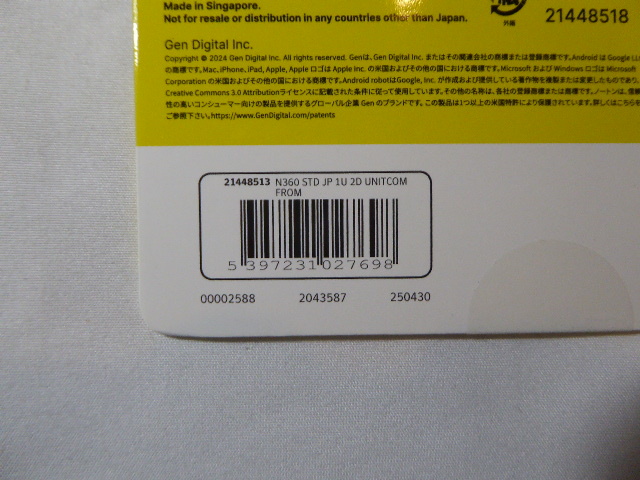 Made in Singapore.
Not for resale or distribution in any countries other than Japan.
外箱
21448518
Gen Digital Inc.
Copyright © 2024 Gen Digital Inc. All rights reserved. Genは、Gen Digital Inc. またはその関連会社の商標または登録商標です。Android は Google LL
の商標です。Mac、iPhone、iPad、Apple、Apple ロゴは Apple Inc. のの米国およびその他の国における商標です。Microsoft および Windows ロゴは Microsoft
Corporation の米国およびその他の国における商標です。Android robotはGoogle, Inc. が作成および提供している著作物を複製または変更したものであり、
Creative Commons 3.0 Attributionライセンスに記載された条件に従って使用しています。その他の名称は、各社の登録商標または商標です。ノートンは、信頼
性の高いコンシューマー向けの製品を提供するグローバル企業 Gen のブランドです。この製品は1つ以上の米国特許により保護されています。詳しくはこちらを
ご参照下さい。https://www.GenDigital.com/patents
21448513 N360 STD JP 1U 2D UNITCOM
FROM
5 397231 027698
00002588 2043587 250430